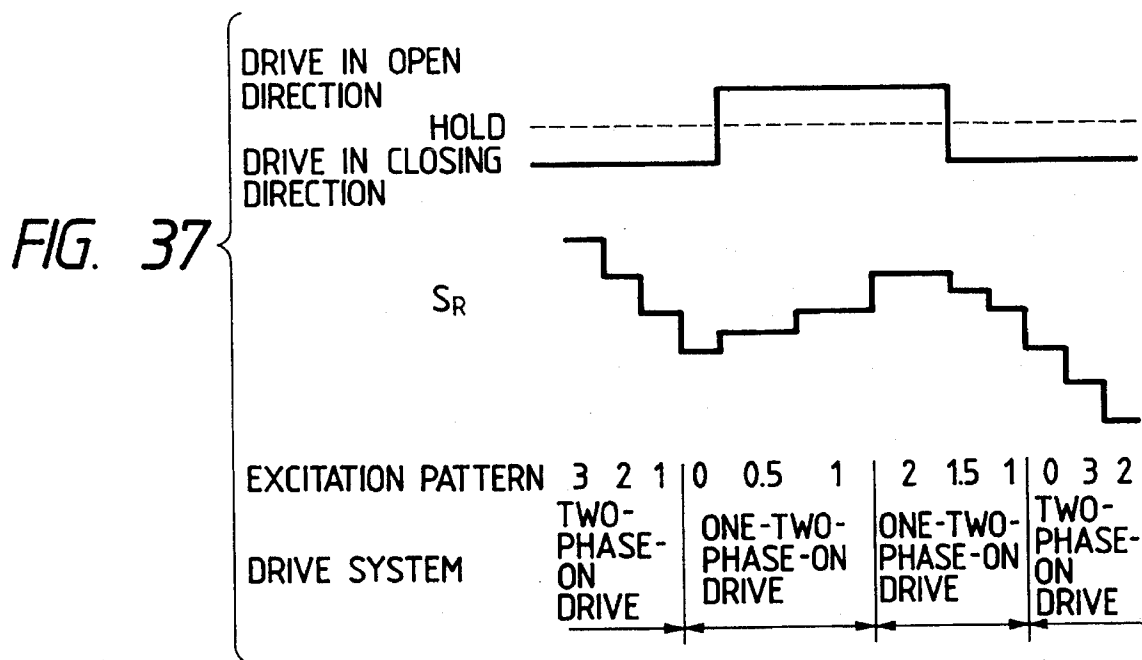 FIG. 37
DRIVE IN OPEN
DIRECTION
HOLD
DRIVE IN CLOSING
DIRECTION
SR
EXCITATION PATTERN 3 2 1 0 0.5 1 2 1.5 1 0 3 2
DRIVE SYSTEM
TWO-
PHASE-
ON
DRIVE
ONE-TWO-
PHASE-ON
DRIVE
ONE-TWO-
PHASE-ON
DRIVE
TWO-
PHASE-
ON
DRIVE